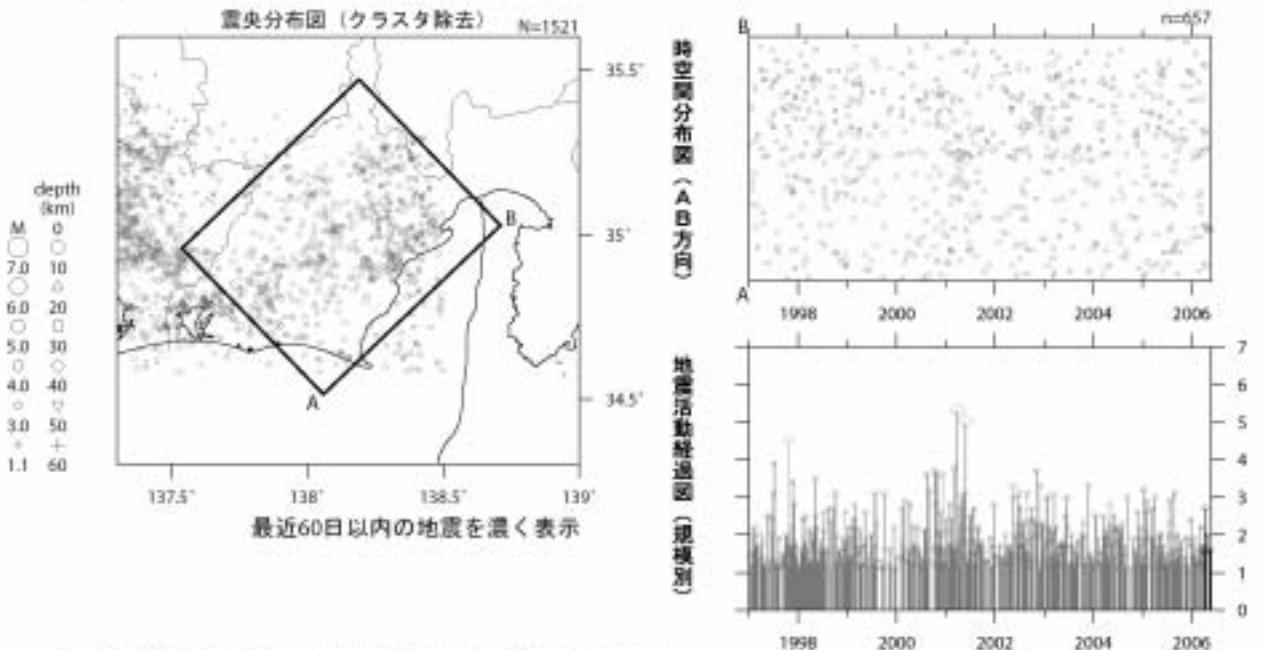 震央分布図（クラスタ除去）
N=1521
35.5°
35°
34.5°
137.5°
138°
138.5°
139°
A
B
M
depth
(km)
0
7.0
10
6.0
20
5.0
30
4.0
40
3.0
50
1.1
60
最近60日以内の地震を濃く表示
時空間分布図（AB方向）
B
n=657
A
1998
2000
2002
2004
2006
地震活動経過図（規模別）
7
6
5
4
3
2
1
0
1998
2000
2002
2004
2006